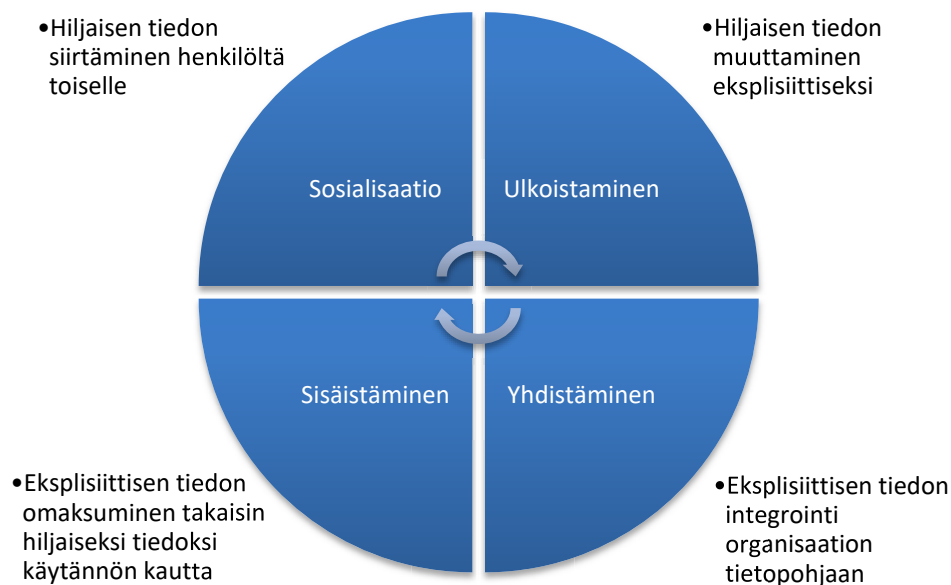 •Hiljaisen tiedon
siirtäminen henkilöltä
toiselle
•Hiljaisen tiedon
muuttaminen
eksplisiittiseksi
Sosialisaatio
Ulkoistaminen
Sisäistäminen
Yhdistäminen
•Eksplisiittisen tiedon
omaksuminen takaisin
hiljaiseksi tiedoksi
käytännön kautta
•Eksplisiittisen tiedon
integrointi
organisaation
tietopohjaan